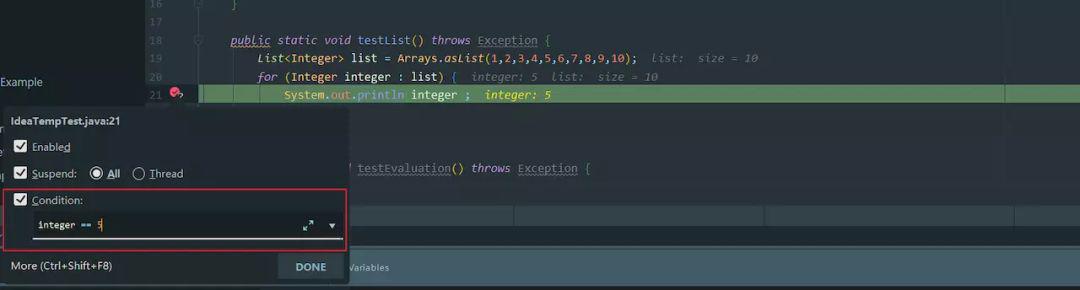 16 }
17
18 public static void testList() throws Exception {
19 List<Integer> list = Arrays.asList(1,2,3,4,5,6,7,8,9,10); list: size = 10
Example
20 for (Integer integer : list) { integer: 5 list: size = 10
21 System.out.println integer ; integer: 5
IdeaTempTest.java:21
Enabled
Suspend: All Thread
testEvaluation() throws Exception {
Condition:
integer == 5
More (Ctrl+Shift+F8) DONE Variables